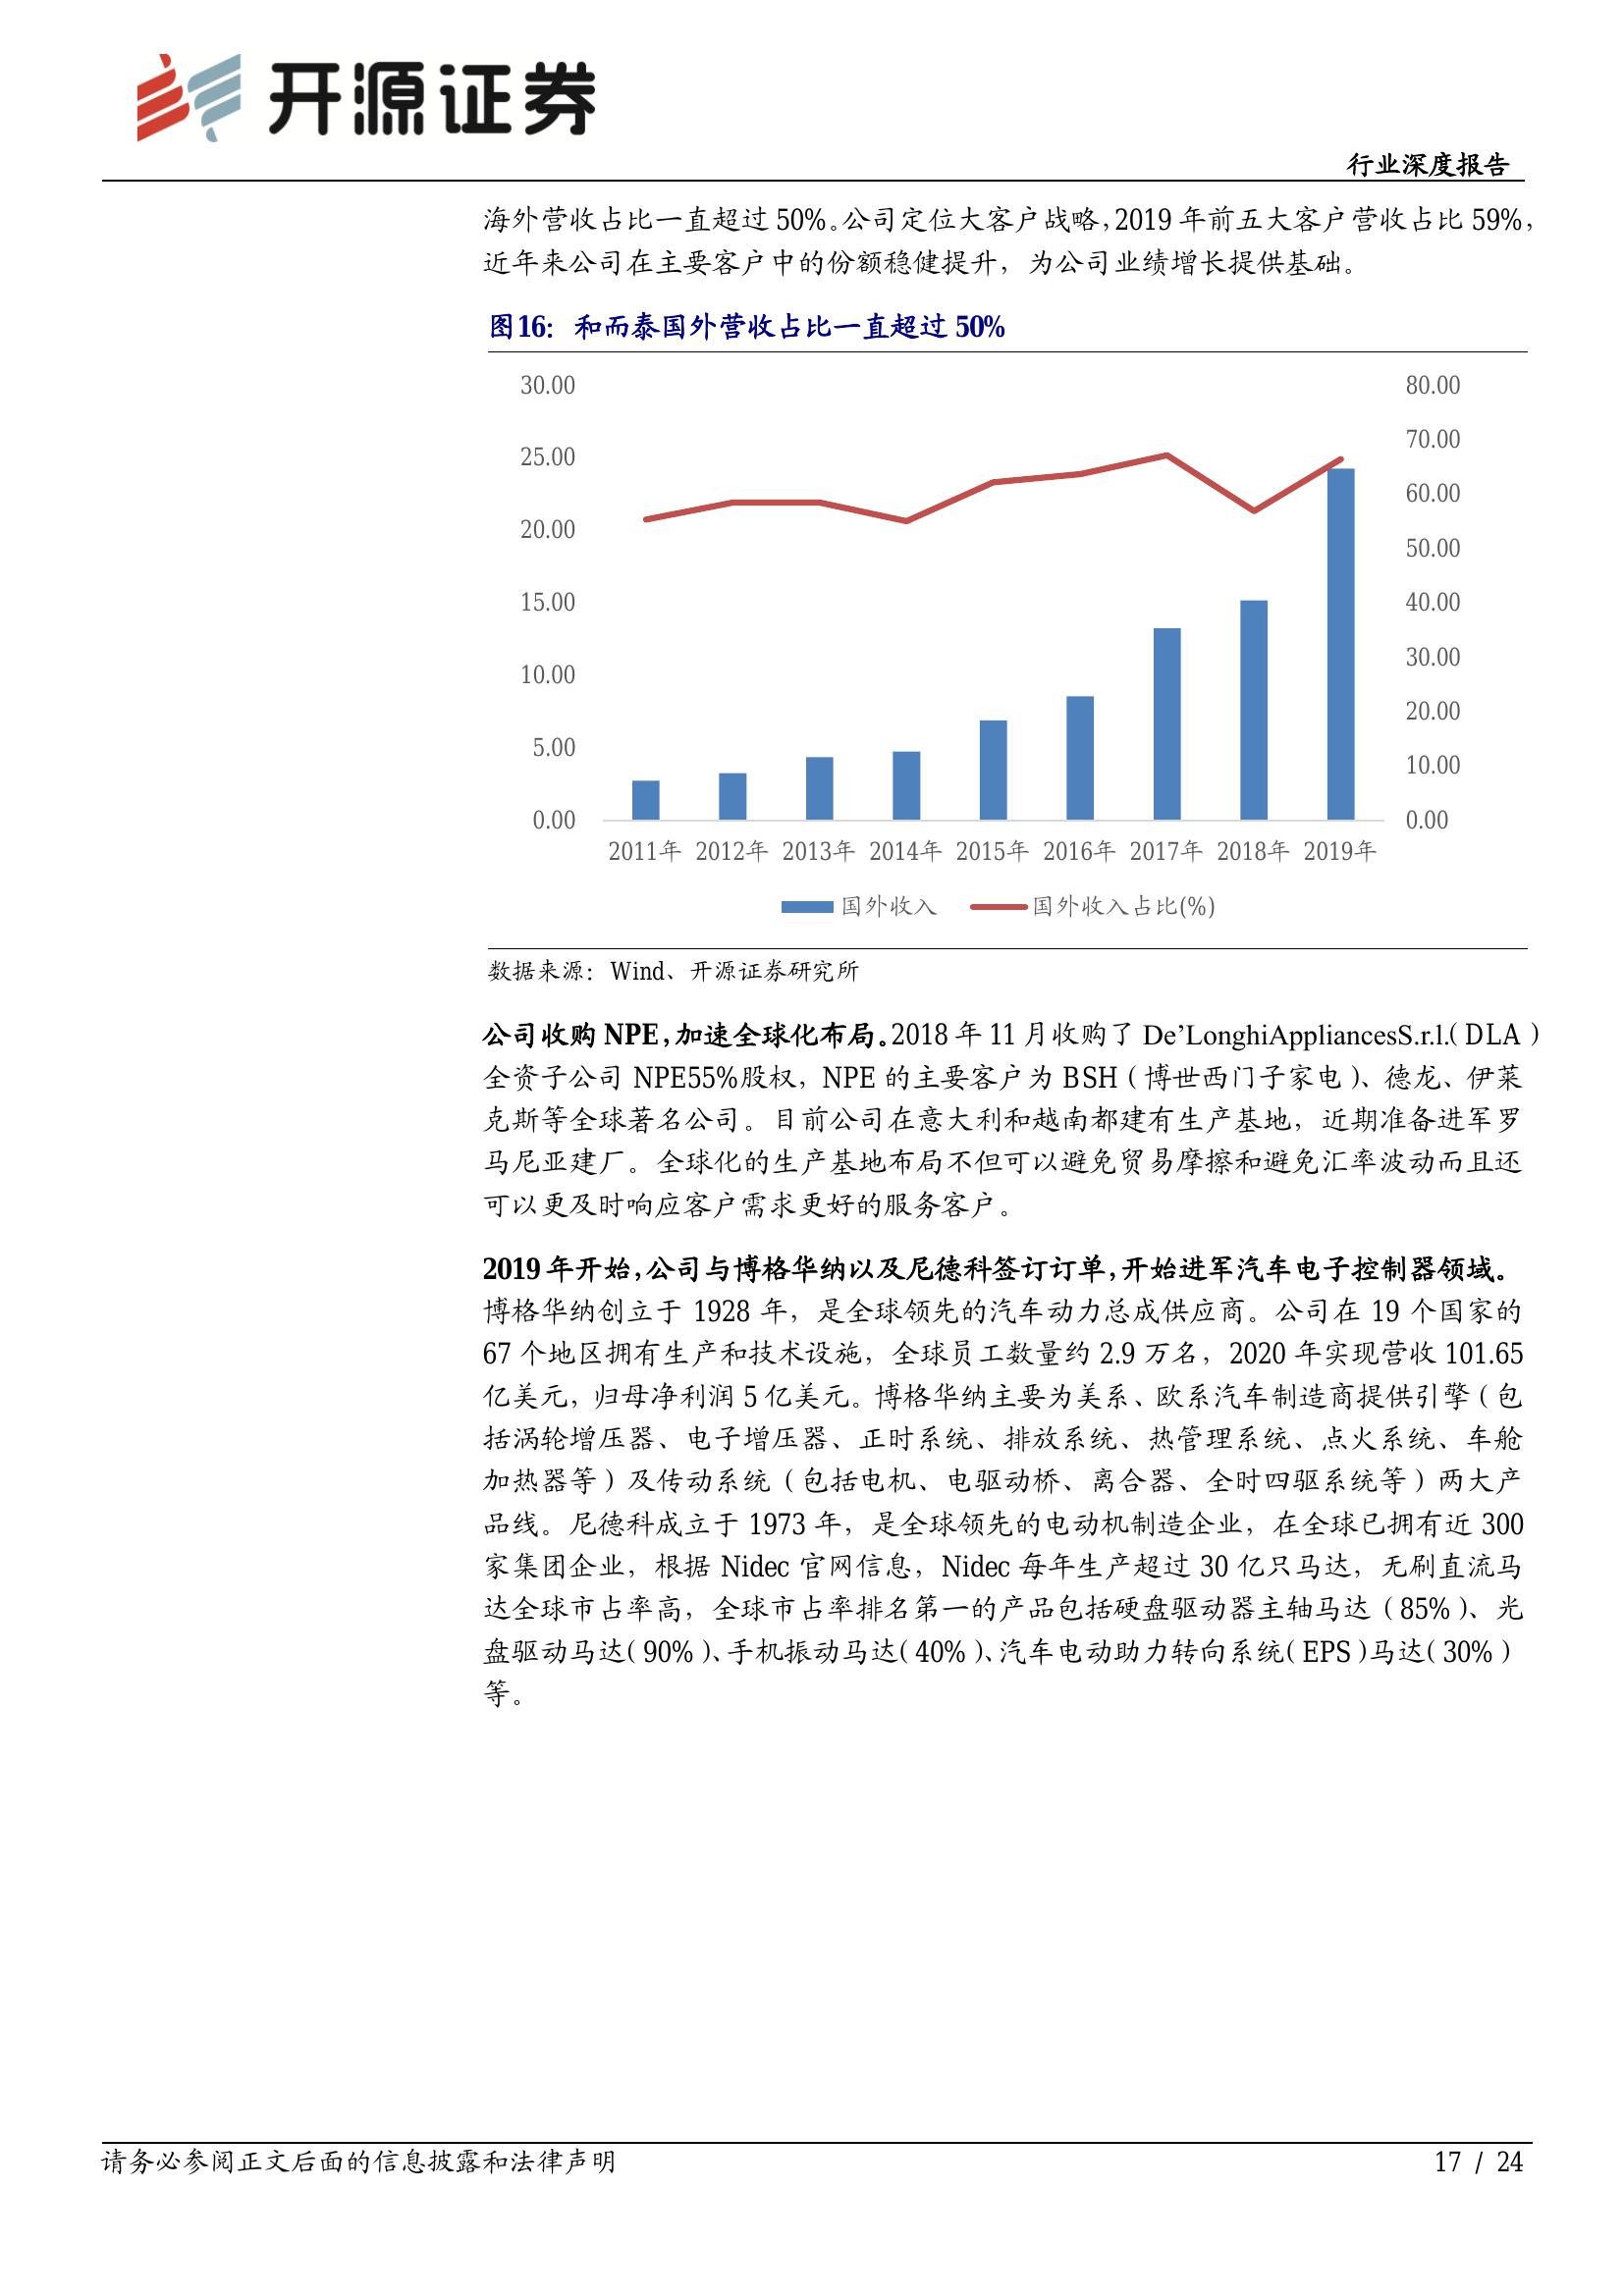 开源证券
行业深度报告
海外营收占比一直超过 50%。公司定位大客户战略，2019 年前五大客户营收占比 59%，
近年来公司在主要客户中的份额稳健提升，为公司业绩增长提供基础。
图16： 和而泰国外营收占比一直超过 50%
30.00 80.00
70.00
25.00
60.00
20.00
50.00
15.00 40.00
30.00
10.00
20.00
5.00
10.00
0.00 0.00
2011年 2012年 2013年 2014年 2015年 2016年 2017年 2018年 2019年
国外收入 国外收入占比(%)
数据来源：Wind、开源证券研究所
公司收购 NPE，加速全球化布局。2018 年 11 月收购了 De’LonghiAppliancesS.r.l.（DLA）
全资子公司 NPE55%股权，NPE 的主要客户为 BSH（博世西门子家电）、德龙、伊莱
克斯等全球著名公司。目前公司在意大利和越南都建有生产基地，近期准备进军罗
马尼亚建厂。全球化的生产基地布局不但可以避免贸易摩擦和避免汇率波动而且还
可以更及时响应客户需求更好的服务客户。
2019 年开始，公司与博格华纳以及尼德科签订订单，开始进军汽车电子控制器领域。
博格华纳创立于 1928 年，是全球领先的汽车动力总成供应商。公司在 19 个国家的
67 个地区拥有生产和技术设施，全球员工数量约 2.9 万名，2020 年实现营收 101.65
亿美元，归母净利润 5 亿美元。博格华纳主要为美系、欧系汽车制造商提供引擎（包
括涡轮增压器、电子增压器、正时系统、排放系统、热管理系统、点火系统、车舱
加热器等）及传动系统（包括电机、电驱动桥、离合器、全时四驱系统等）两大产
品线。尼德科成立于 1973 年，是全球领先的电动机制造企业，在全球已拥有近 300
家集团企业，根据 Nidec 官网信息，Nidec 每年生产超过 30 亿只马达，无刷直流马
达全球市占率高，全球市占率排名第一的产品包括硬盘驱动器主轴马达（85%）、光
盘驱动马达（90%）、手机振动马达（40%）、汽车电动助力转向系统（EPS）马达（30%）
等。
请务必参阅正文后面的信息披露和法律声明 17 / 24